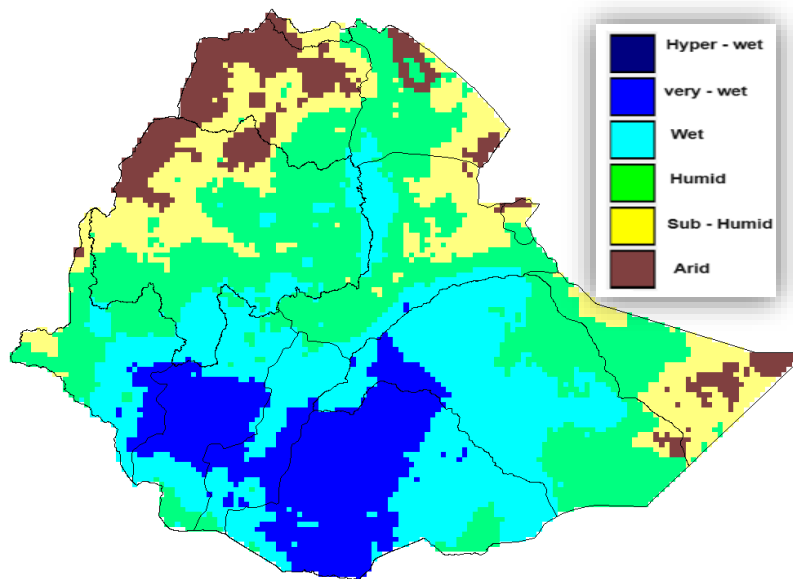 Hyper - wet
very - wet
Wet
Humid
Sub - Humid
Arid